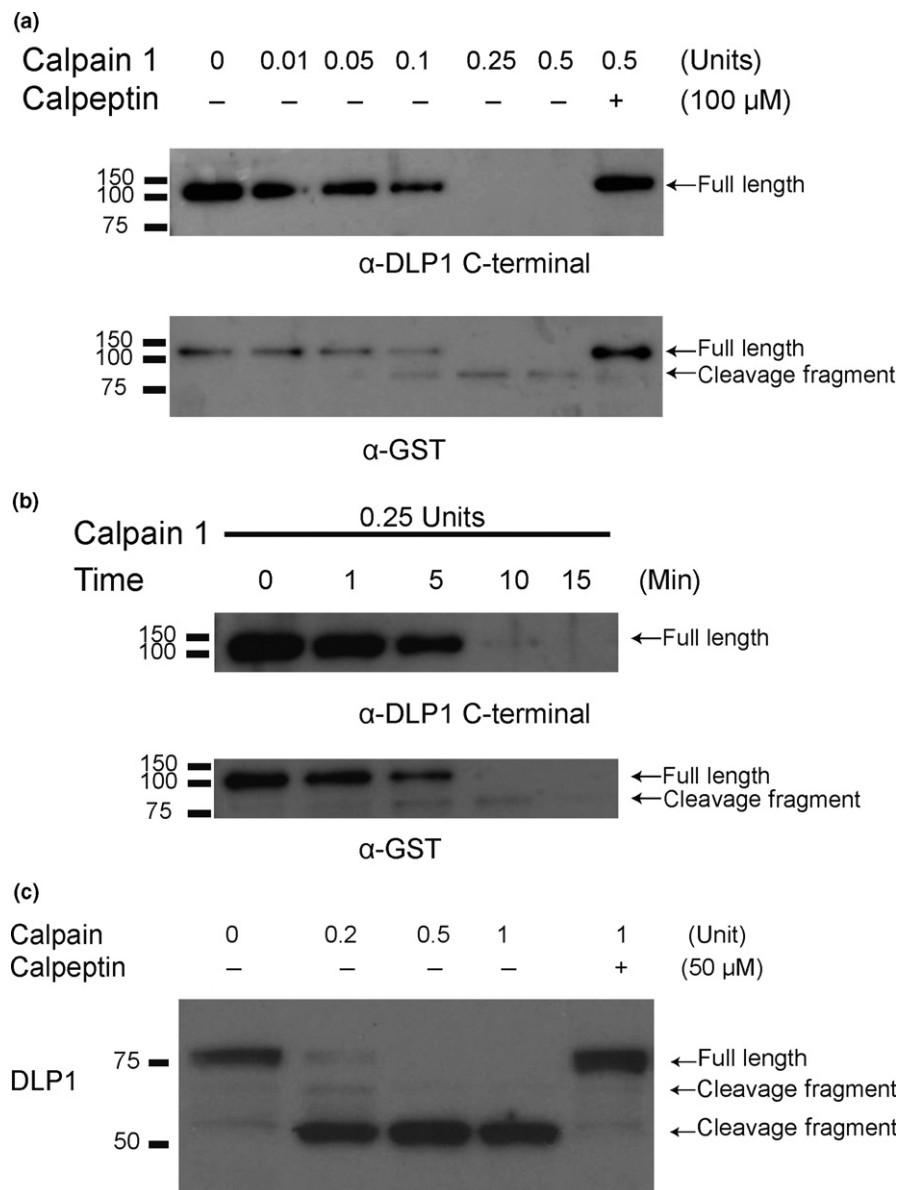 (a)
Calpain 1 0 0.01 0.05 0.1 0.25 0.5 0.5 (Units)
Calpeptin – – – – – – + (100 µM)
150
100
75
←Full length
α-DLP1 C-terminal
150
100
75
←Full length
←Cleavage fragment
α-GST
(b)
0.25 Units
Calpain 1
Time 0 1 5 10 15 (Min)
150
100
←Full length
α-DLP1 C-terminal
150
100
75
←Full length
←Cleavage fragment
α-GST
(c)
Calpain 0 0.2 0.5 1 1 (Unit)
Calpeptin – – – – + (50 µM)
DLP1
75
50
←Full length
←Cleavage fragment
←Cleavage fragment